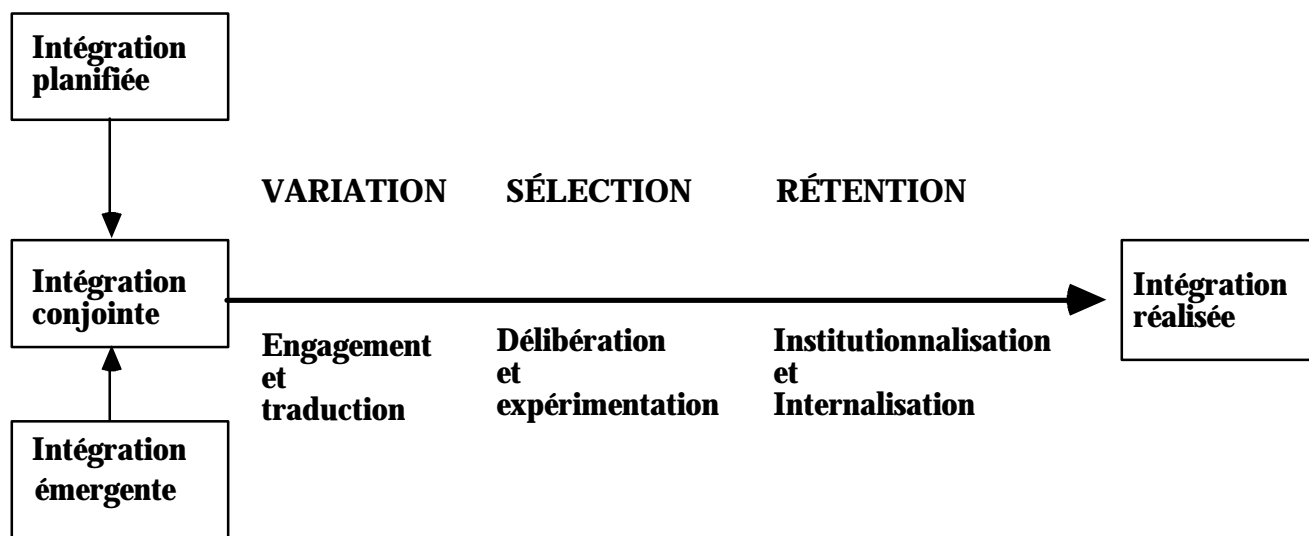 Intégration
planifiée
VARIATION
SÉLECTION
RÉTENTION
Intégration
conjointe
Intégration
réalisée
Engagement
et
traduction
Délibération
et
expérimentation
Institutionnalisation
et
Internalisation
Intégration
émergente